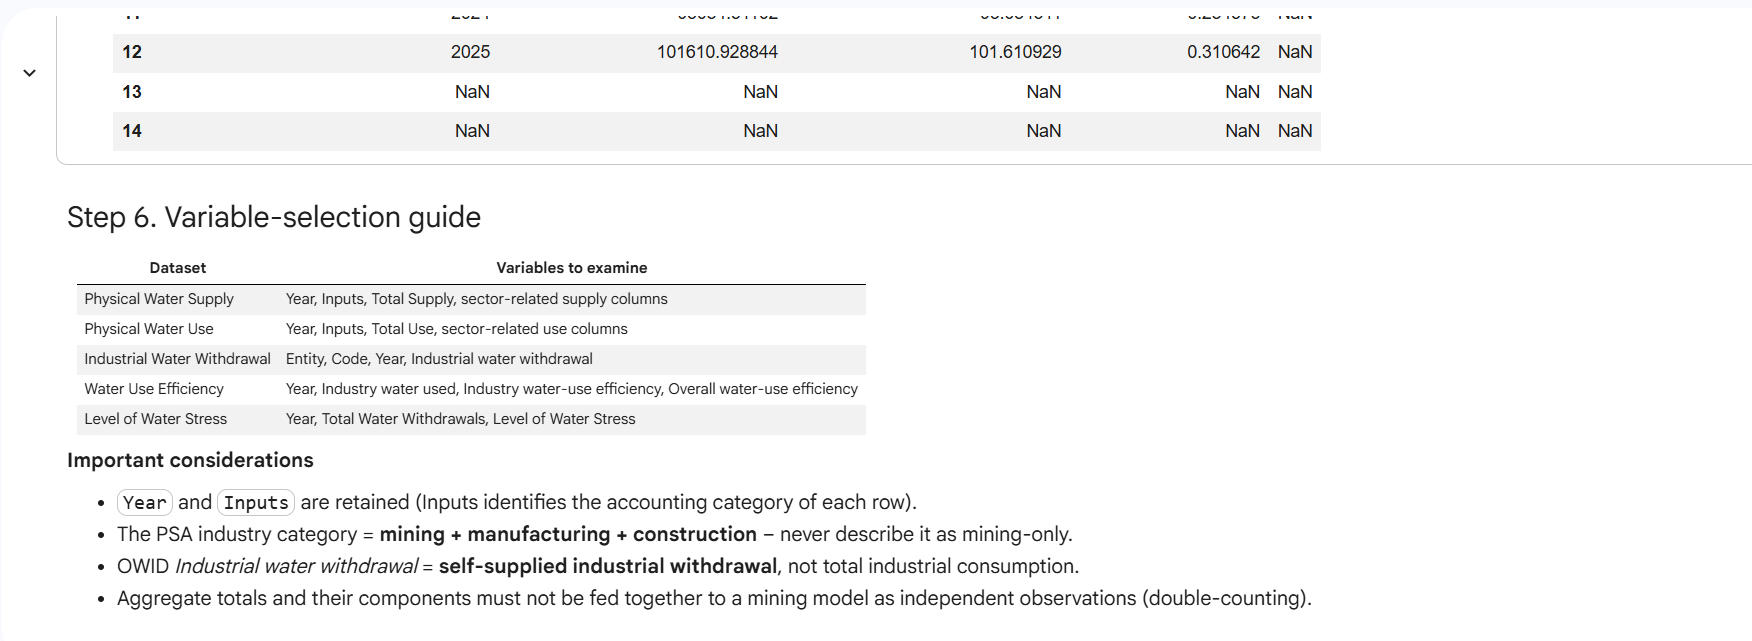 12 2025 101610.928844 101.610929 0.310642 NaN
13 NaN NaN NaN NaN NaN
14 NaN NaN NaN NaN NaN
Step 6. Variable-selection guide
Dataset Variables to examine
Physical Water Supply Year, Inputs, Total Supply, sector-related supply columns
Physical Water Use Year, Inputs, Total Use, sector-related use columns
Industrial Water Withdrawal Entity, Code, Year, Industrial water withdrawal
Water Use Efficiency Year, Industry water used, Industry water-use efficiency, Overall water-use efficiency
Level of Water Stress Year, Total Water Withdrawals, Level of Water Stress
Important considerations
• Year and Inputs are retained (Inputs identifies the accounting category of each row).
• The PSA industry category = mining + manufacturing + construction – never describe it as mining-only.
• OWID Industrial water withdrawal = self-supplied industrial withdrawal, not total industrial consumption.
• Aggregate totals and their components must not be fed together to a mining model as independent observations (double-counting).